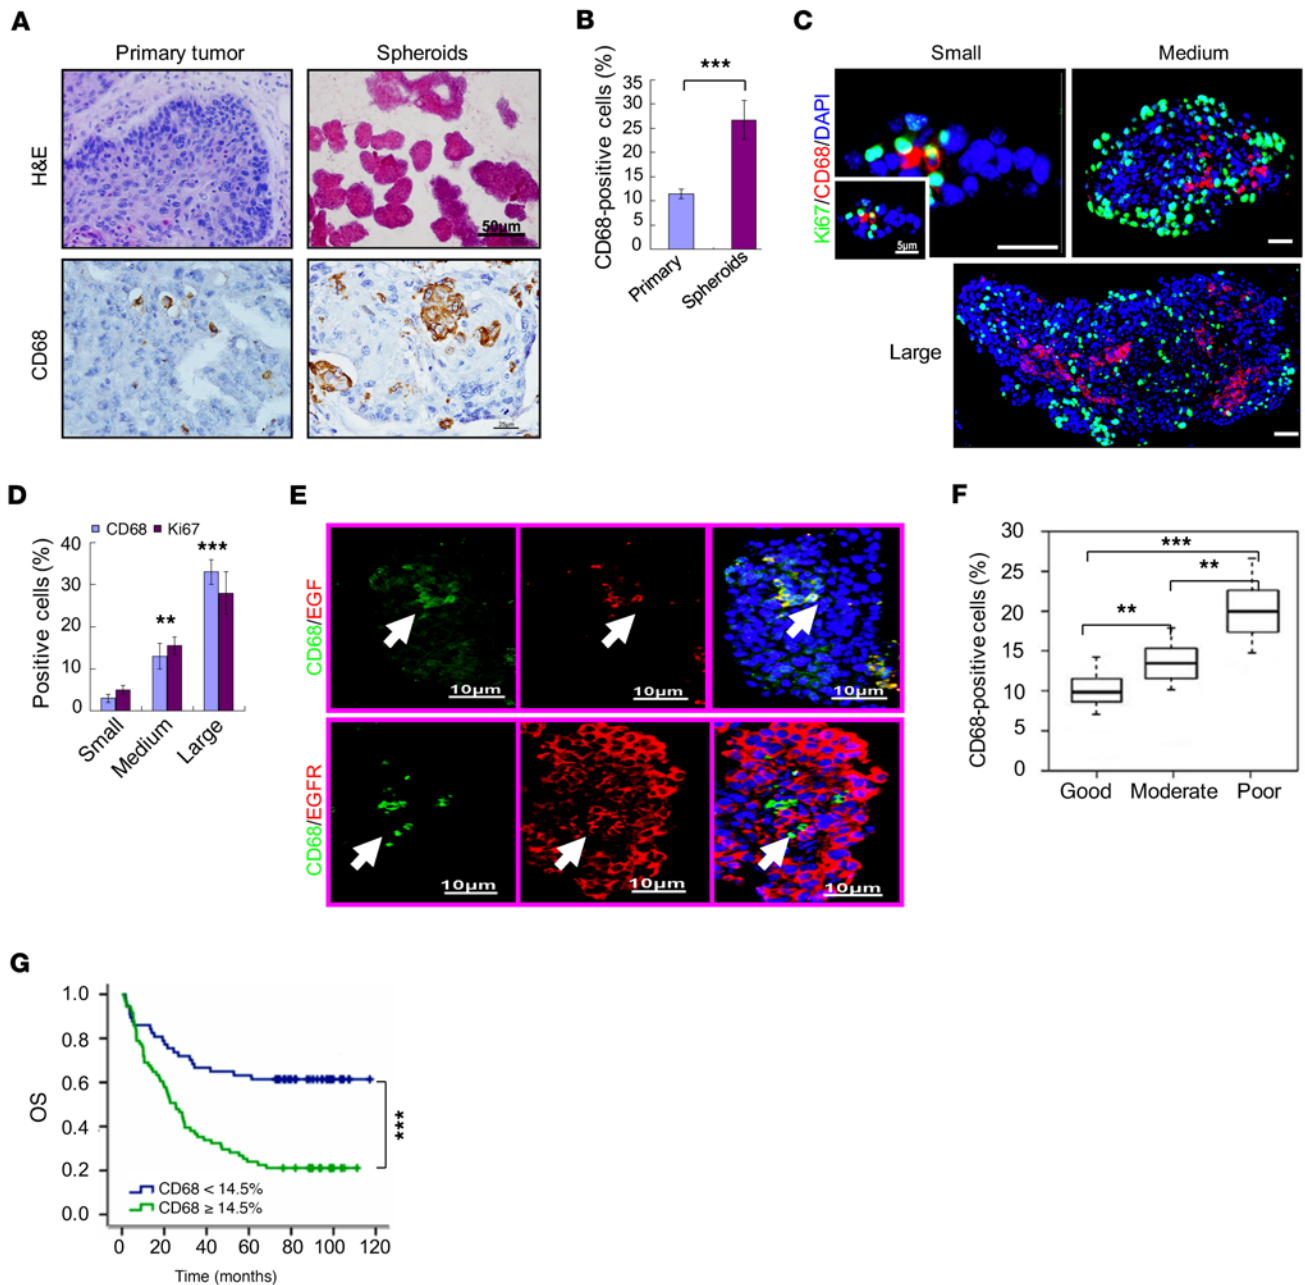 A
Primary tumor
Spheroids
H&E
50µm
CD68
25µm
B
CD68-positive cells (%)
35
30
25
20
15
10
5
0
***
Primary
Spheroids
C
Small
Medium
Ki67/CD68/DAPI
5µm
Large
D
CD68 Ki67
Positive cells (%)
40
30
20
10
0
**
***
Small
Medium
Large
E
CD68/EGF
10µm
10µm
10µm
CD68/EGFR
10µm
10µm
10µm
F
CD68-positive cells (%)
30
25
20
15
10
5
0
***
**
**
Good Moderate Poor
G
OS
1.0
0.8
0.6
0.4
0.2
0.0
***
CD68 < 14.5%
CD68 ≥ 14.5%
0 20 40 60 80 100 120
Time (months)